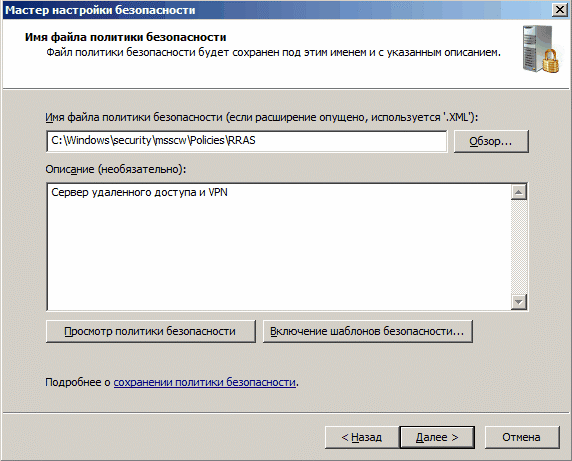 Мастер настройки безопасности
Имя файла политики безопасности
Файл политики безопасности будет сохранен под этим именем и с указанным описанием.
Имя файла политики безопасности (если расширение опущено, используется '.XML'):
C:\Windows\security\msscw\Policies\RRAS
Обзор...
Описание (необязательно):
Сервер удаленного доступа и VPN
Просмотр политики безопасности
Включение шаблонов безопасности...
Подробнее о сохранении политики безопасности.
< Назад
Далее >
Отмена